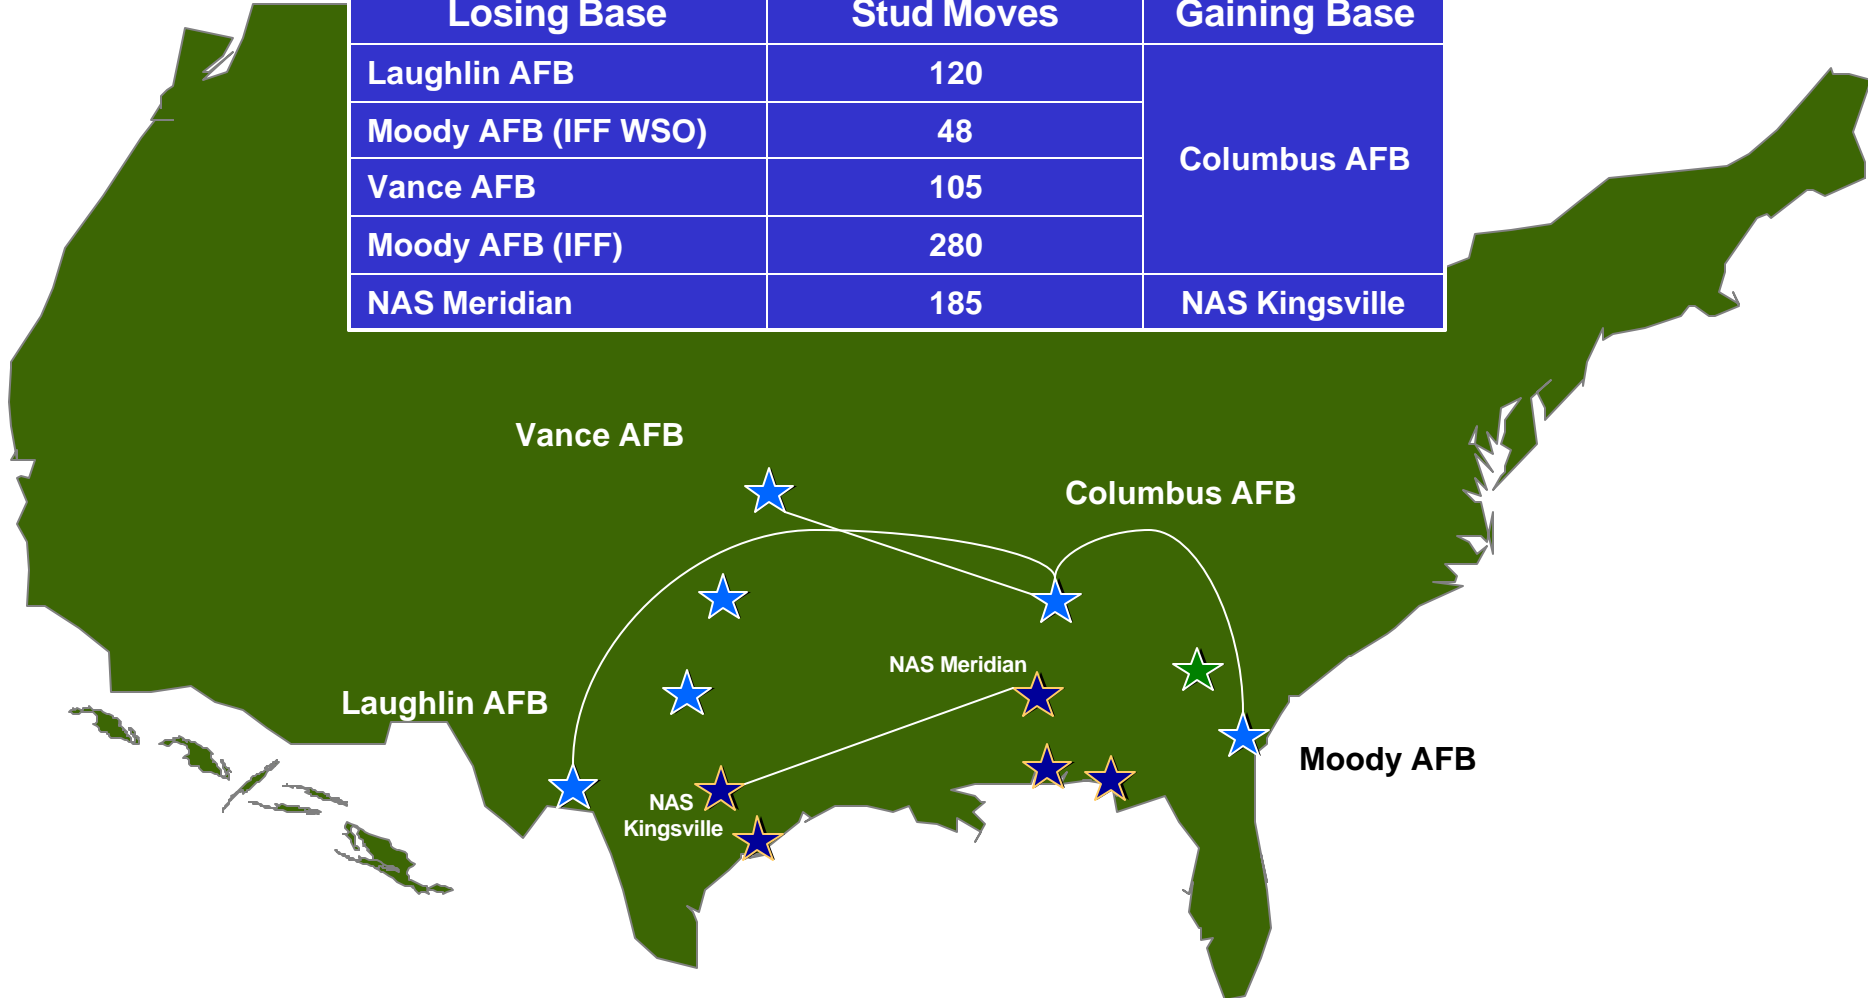 Losing Base Stud Moves Gaining Base
Laughlin AFB 120
Moody AFB (IFF WSO) 48
Columbus AFB
Vance AFB 105
Moody AFB (IFF) 280
NAS Meridian 185 NAS Kingsville
Vance AFB
Columbus AFB
NAS Meridian
Laughlin AFB
Moody AFB
NAS
Kingsville